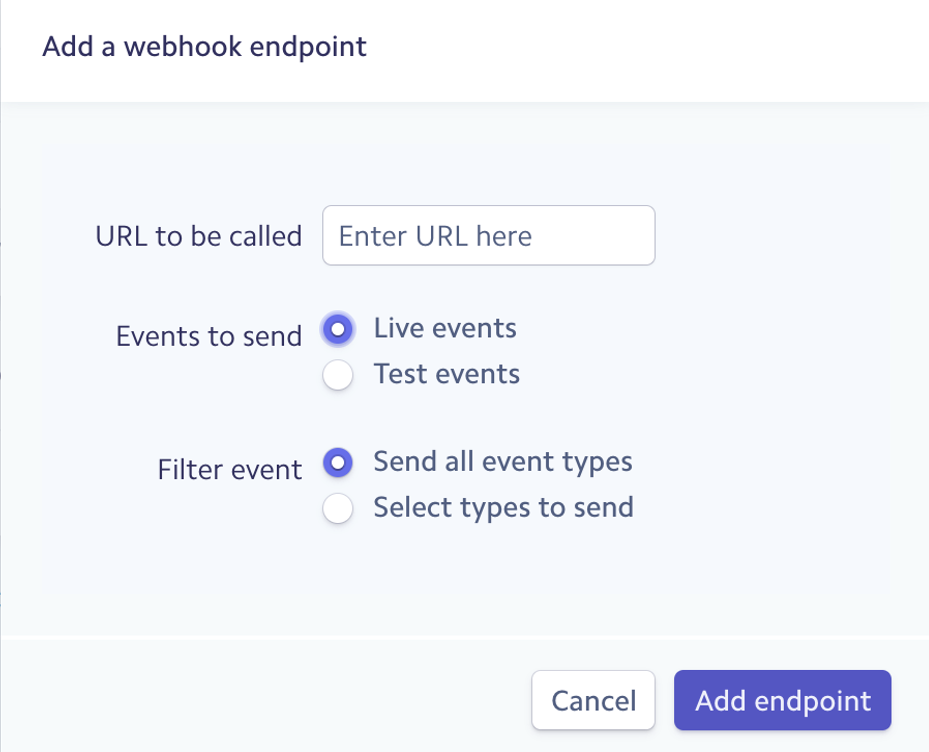 Add a webhook endpoint
URL to be called
Enter URL here
Events to send
Live events
Test events
Filter event
Send all event types
Select types to send
Cancel
Add endpoint